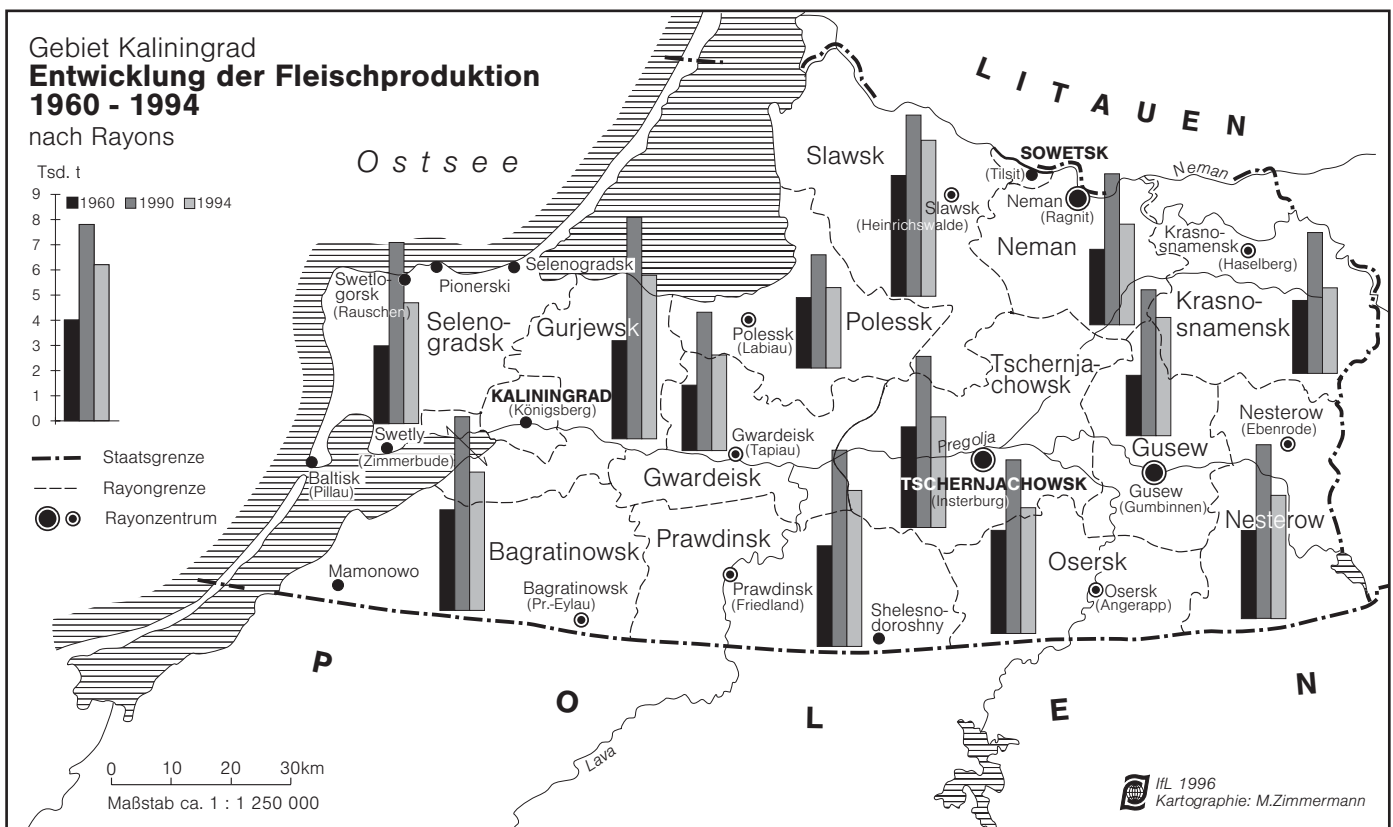 Gebiet Kaliningrad
Entwicklung der Fleischproduktion
1960 - 1994
nach Rayons
Tsd. t
9
8
7
6
5
4
3
2
1
0
1960 1990 1994
Staatsgrenze
Rayongrenze
Rayonzentrum
Ostsee
LITAUEN
Slawsk
Slawsk
(Heinrichswalde)
SOWETSK
(Tilsit)
Neman
(Ragnit)
Neman
Neman
Krasno-
snamensk
(Haselberg)
Krasno-
snamensk
Selenogradsk
Pionerski
Swetlo-
gorsk
(Rauschen)
Seleno-
gradsk
Gurjewsk
Polessk
(Labiau)
Polessk
Tschernja-
chowsk
KALININGRAD
(Königsberg)
Swetly
(Zimmerbude)
Baltisk
(Pillau)
Gwardeisk
(Tapiau)
Gwardeisk
Pregolja
TSCHERNJACHOWSK
(Insterburg)
Gusew
Gusew
(Gumbinnen)
Nesterow
(Ebenrode)
Nesterow
Mamonowo
Bagratinowsk
Bagratinowsk
(Pr.-Eylau)
Prawdinsk
Prawdinsk
(Friedland)
Shelesno-
doroshny
Osersk
Osersk
(Angerapp)
POLEN
Lava
0 10 20 30km
Maßstab ca. 1 : 1 250 000
IfL 1996
Kartographie: M.Zimmermann